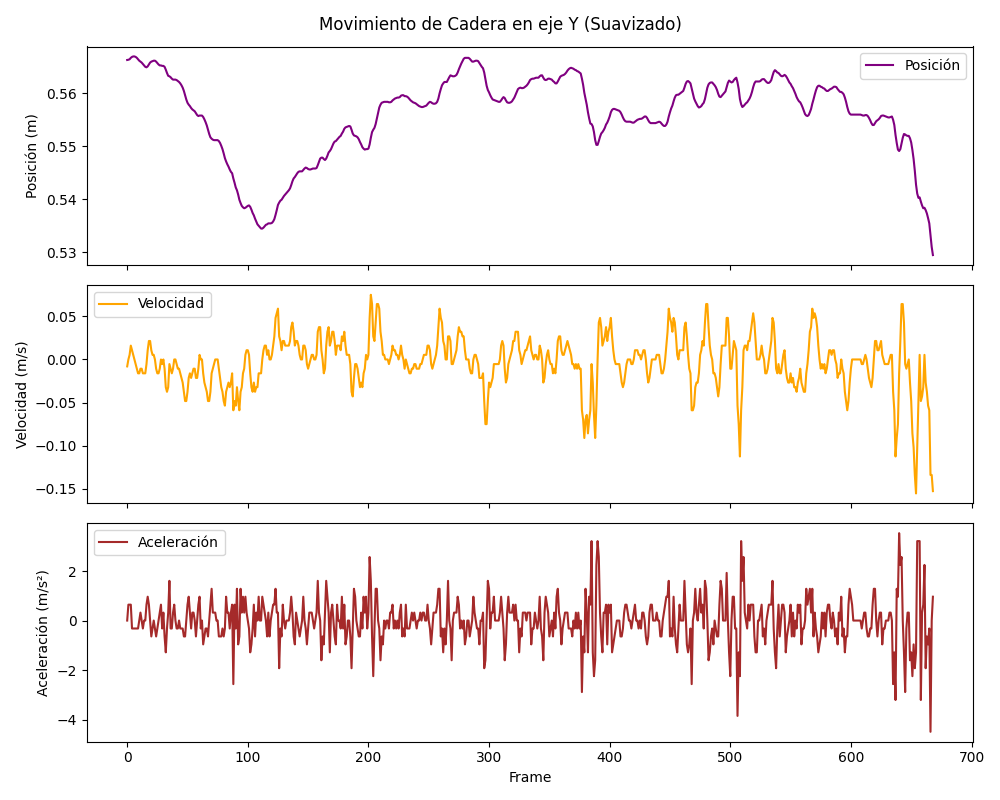 Movimiento de Cadera en eje Y (Suavizado)
Posición (m)
0.56
0.55
0.54
0.53
Posición
Velocidad (m/s)
0.05
0.00
−0.05
−0.10
−0.15
Velocidad
Aceleración (m/s²)
2
0
−2
−4
Aceleración
0 100 200 300 400 500 600 700
Frame